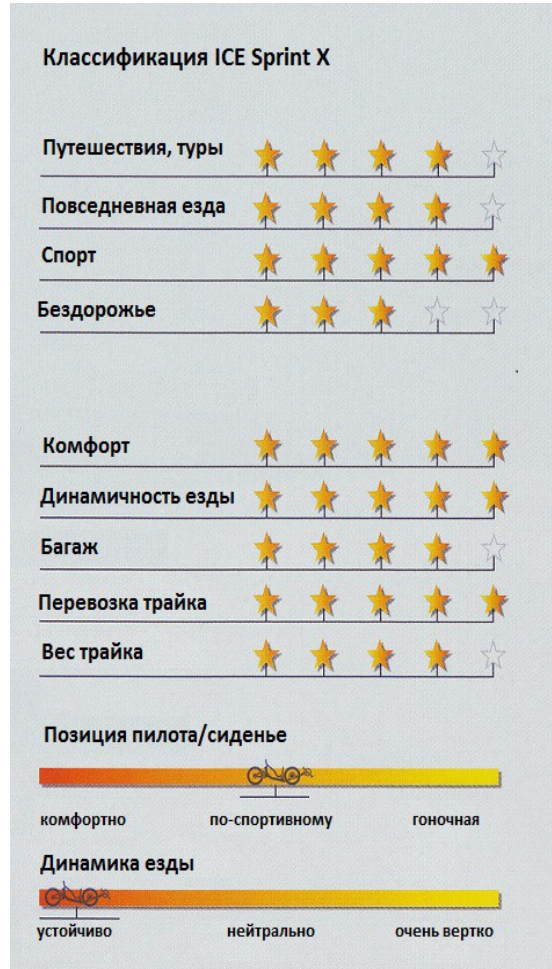 Классификация ICE Sprint X
Путешествия, туры
Повседневная езда
Спорт
Бездорожье
Комфорт
Динамичность езды
Багаж
Перевозка трайка
Вес трайка
Позиция пилота/сиденье
комфортно по-спортивному гоночная
Динамика езды
устойчиво нейтрально очень вертко